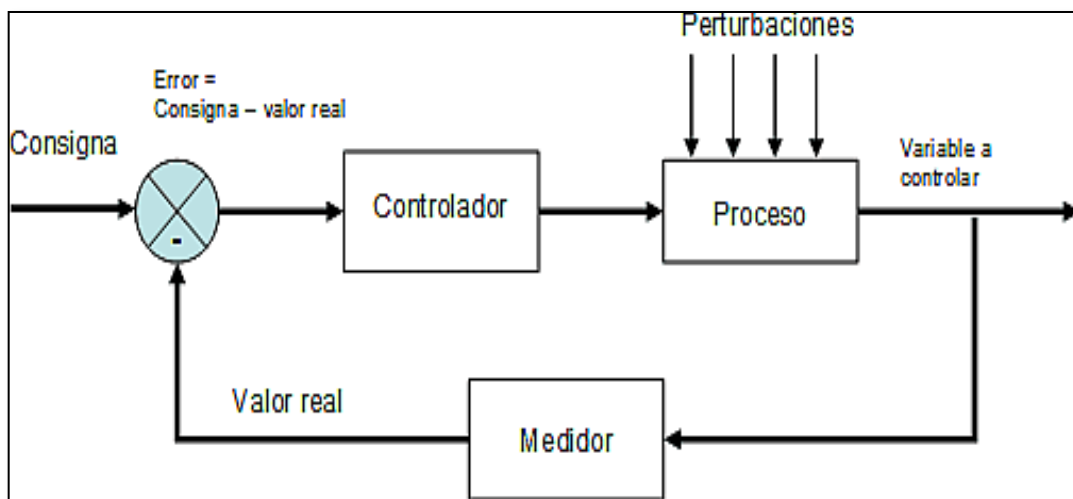 Perturbaciones
Error =
Consigna – valor real
Consigna
Variable a
controlar
Controlador
Proceso
-
Valor real
Medidor